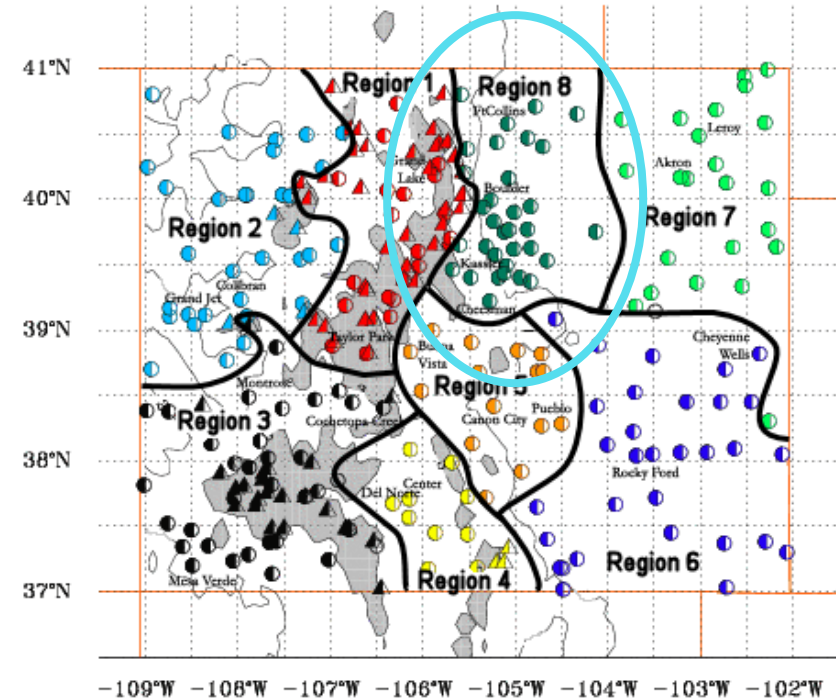 41°N
Region 1
Region 8
FtCollins
Leroy
Grand
Lake
Akron
40°N
Boulder
Region 2
Region 7
Kassler
Collbran
Grand Jct
Cheesman
39°N
Taylor Park
Buena
Vista
Cheyenne
Wells
Montrose
Region 5
Region 3
Cochetopa Creek
Canon City
Pueblo
38°N
Rocky Ford
Del Norte
Center
Mesa Verde
Region 4
Region 6
37°N
-109°W -108°W -107°W -106°W -105°W -104°W -103°W -102°W